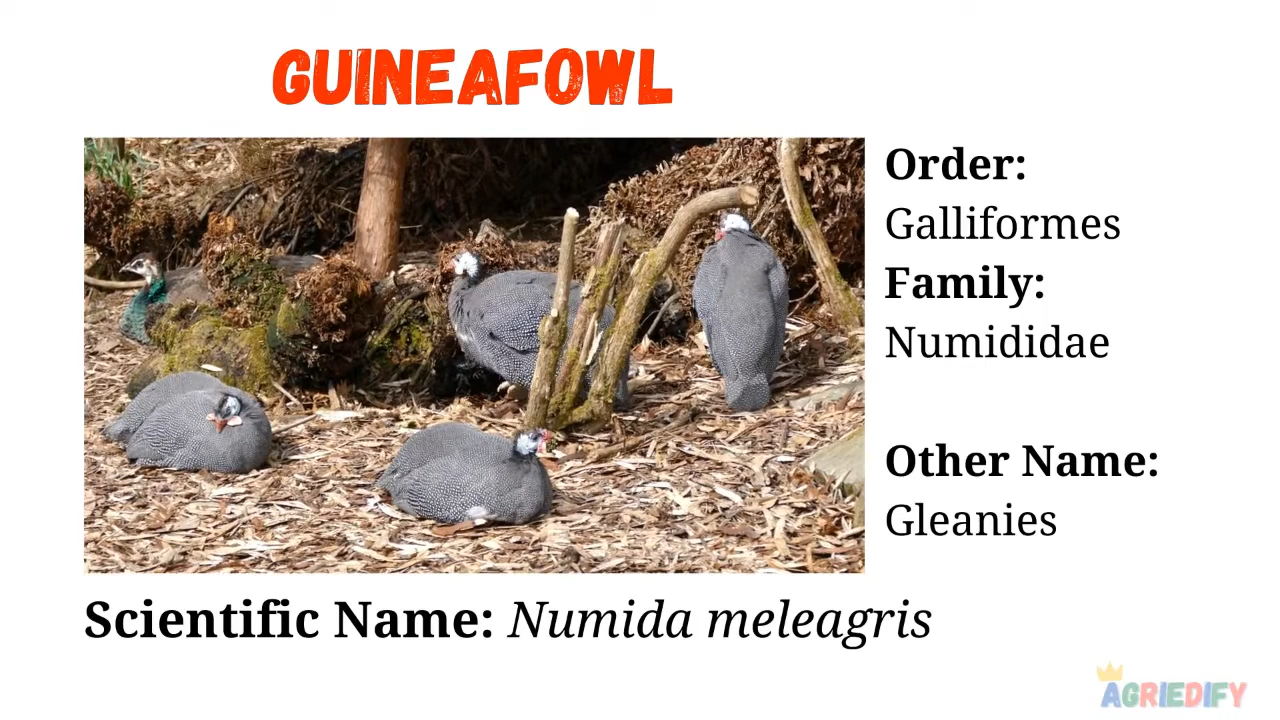 GUINEAFOWL
Order:
Galliformes
Family:
Numididae
Other Name:
Gleanies
Scientific Name: Numida meleagris
AGRIEDIFY